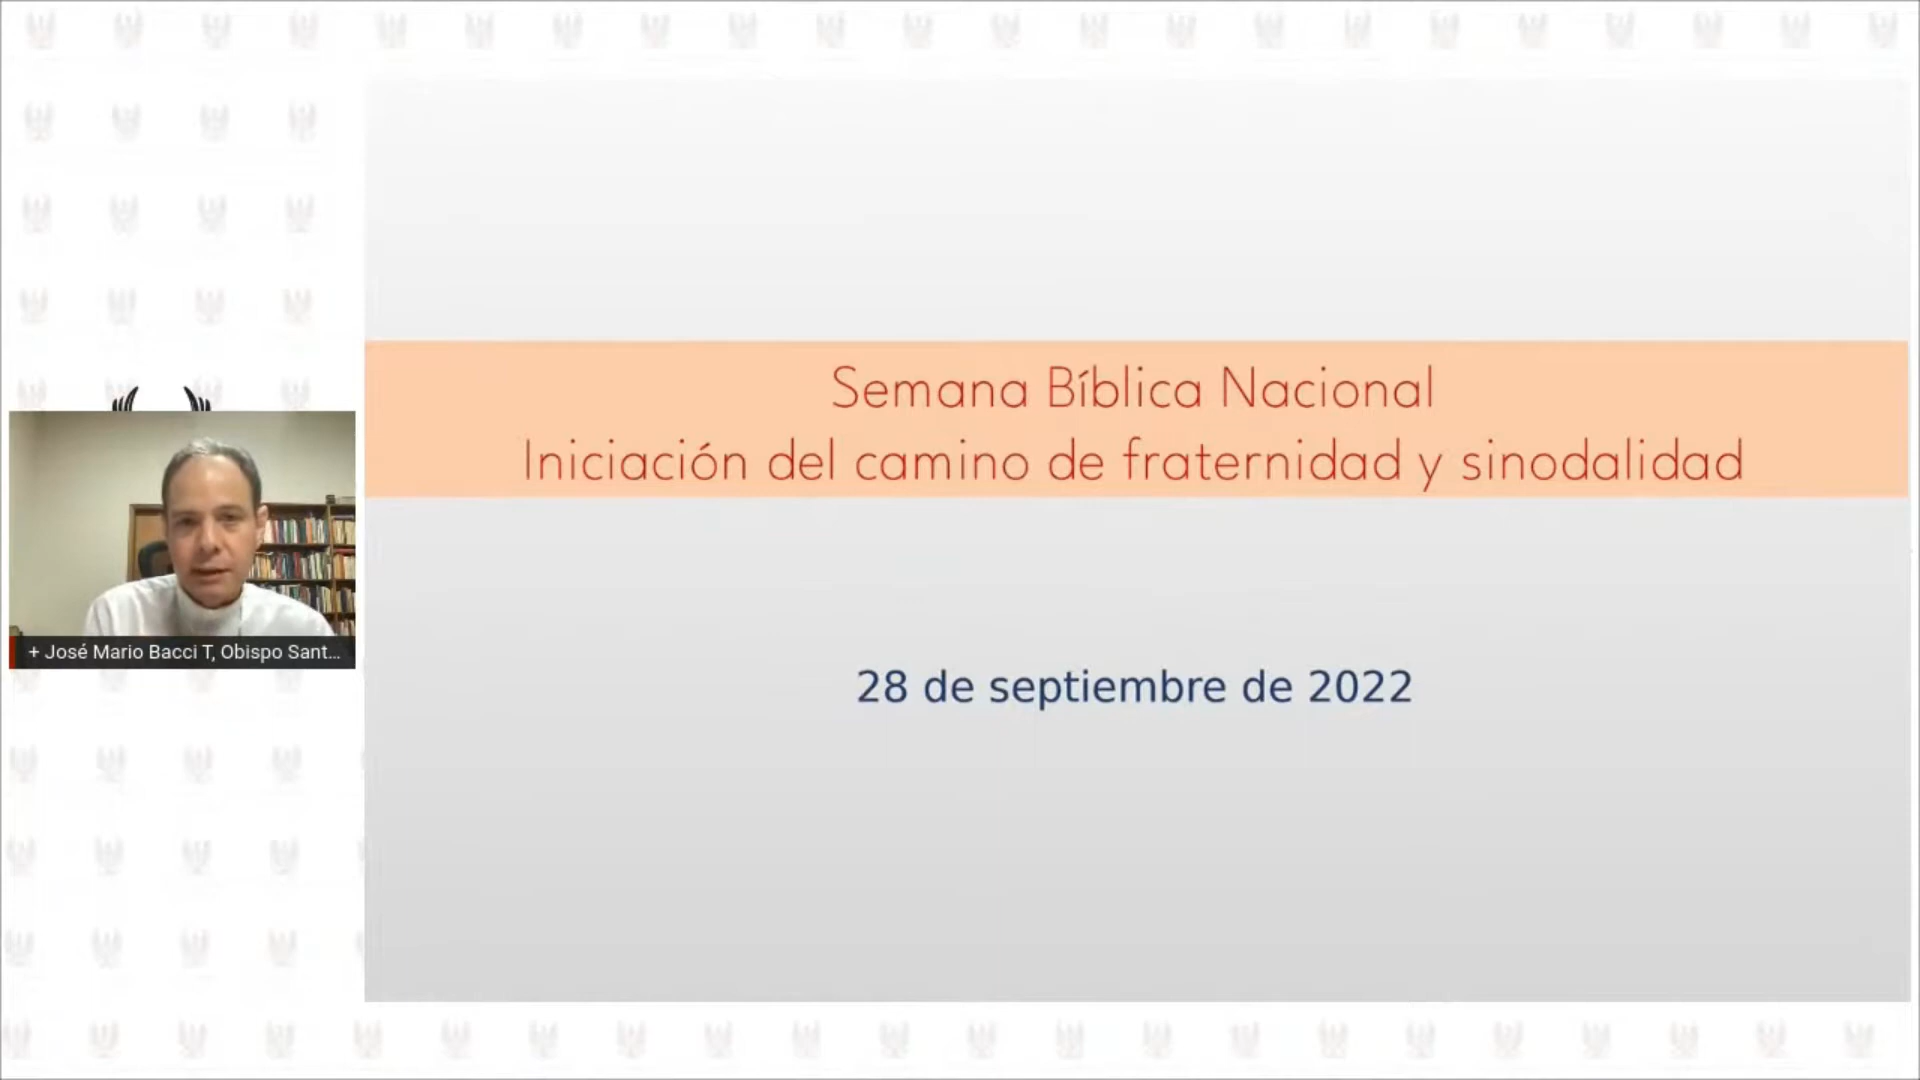 Semana Bíblica Nacional
Iniciación del camino de fraternidad y sinodalidad
28 de septiembre de 2022
+ José Mario Bacci T, Obispo Sant...